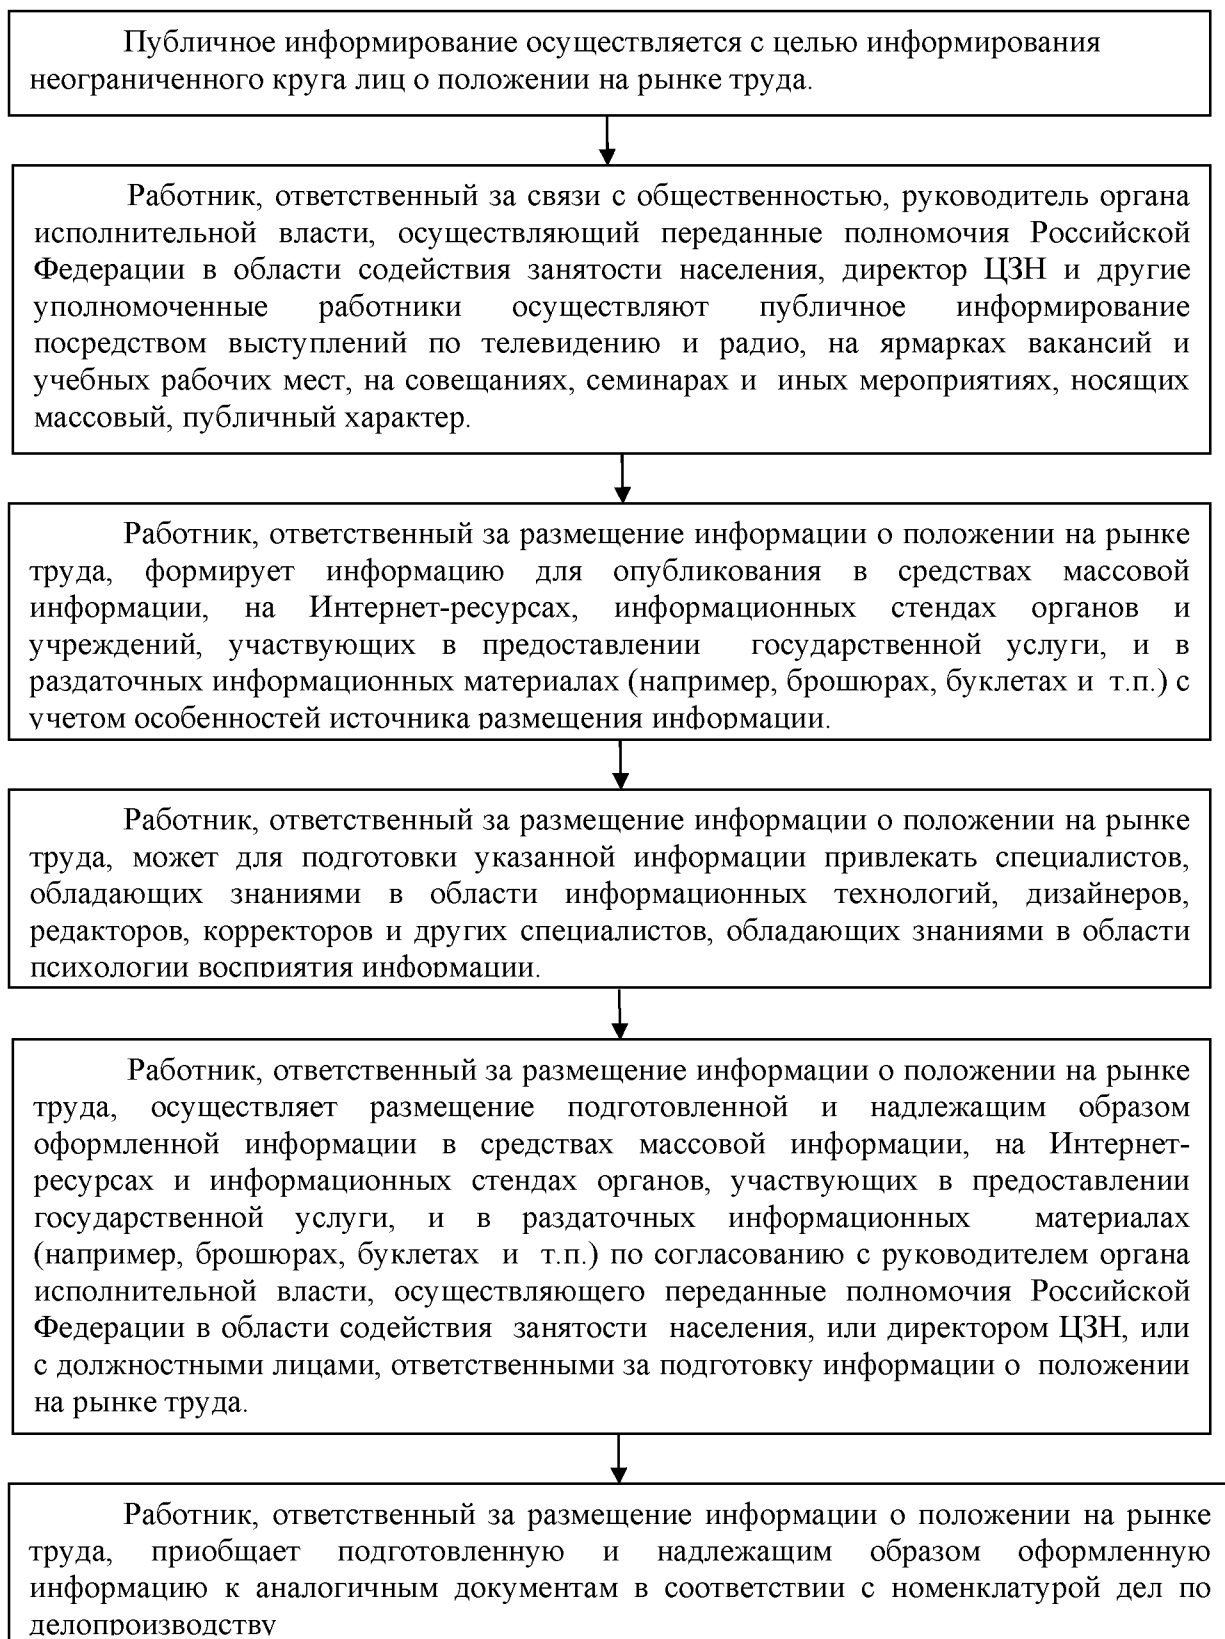 Публичное информирование осуществляется с целью информирования
неограниченного круга лиц о положении на рынке труда.
Работник, ответственный за связи с общественностью, руководитель органа
исполнительной власти, осуществляющий переданные полномочия Российской
Федерации в области содействия занятости населения, директор ЦЗН и другие
уполномоченные работники осуществляют публичное информирование
посредством выступлений по телевидению и радио, на ярмарках вакансий и
учебных рабочих мест, на совещаниях, семинарах и иных мероприятиях, носящих
массовый, публичный характер.
Работник, ответственный за размещение информации о положении на рынке
труда, формирует информацию для опубликования в средствах массовой
информации, на Интернет-ресурсах, информационных стендах органов и
учреждений, участвующих в предоставлении государственной услуги, и в
раздаточных информационных материалах (например, брошюрах, буклетах и т.п.) с
учетом особенностей источника размещения информации.
Работник, ответственный за размещение информации о положении на рынке
труда, может для подготовки указанной информации привлекать специалистов,
обладающих знаниями в области информационных технологий, дизайнеров,
редакторов, корректоров и других специалистов, обладающих знаниями в области
психологии восприятия информации.
Работник, ответственный за размещение информации о положении на рынке
труда, осуществляет размещение подготовленной и надлежащим образом
оформленной информации в средствах массовой информации, на Интернет-
ресурсах и информационных стендах органов, участвующих в предоставлении
государственной услуги, и в раздаточных информационных материалах
(например, брошюрах, буклетах и т.п.) по согласованию с руководителем органа
исполнительной власти, осуществляющего переданные полномочия Российской
Федерации в области содействия занятости населения, или директором ЦЗН, или
с должностными лицами, ответственными за подготовку информации о положении
на рынке труда.
Работник, ответственный за размещение информации о положении на рынке
труда, приобщает подготовленную и надлежащим образом оформленную
информацию к аналогичным документам в соответствии с номенклатурой дел по
делопроизводству